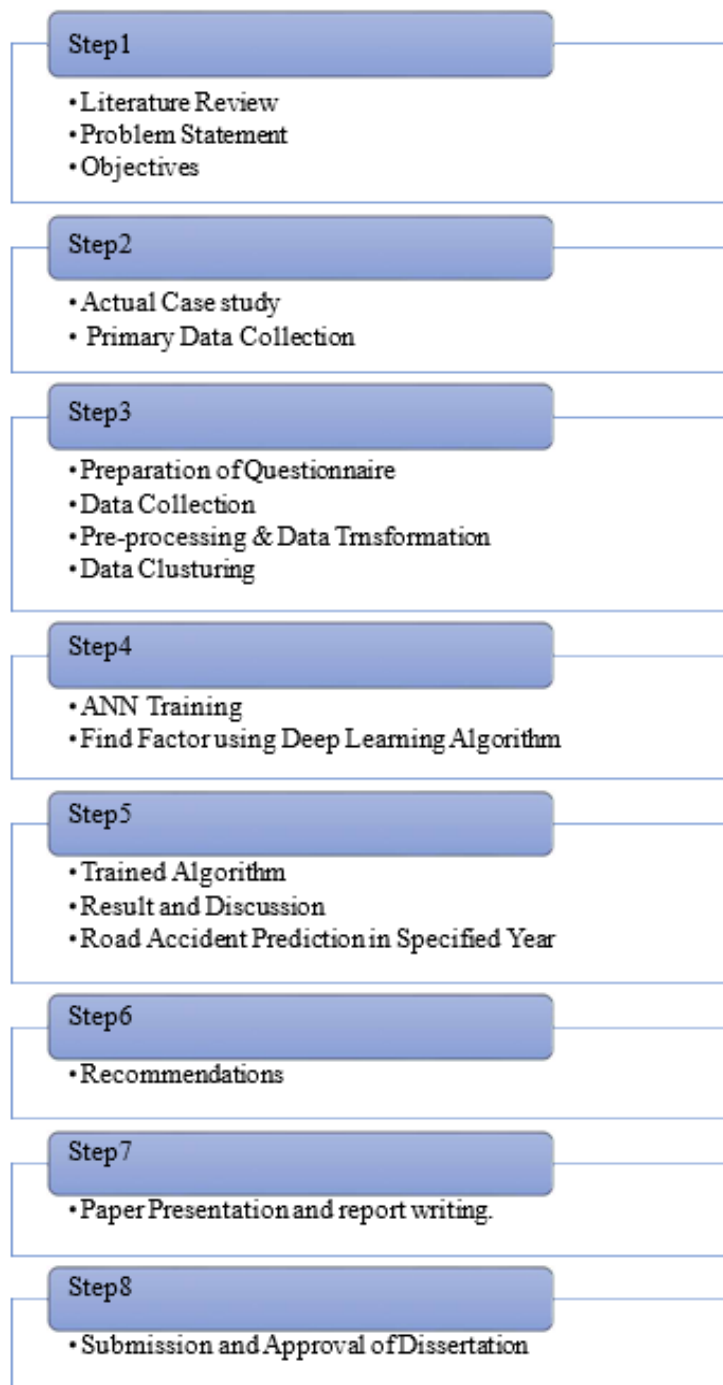 Step1
•Literature Review
•Problem Statement
•Objectives
Step2
•Actual Case study
• Primary Data Collection
Step3
•Preparation of Questionnaire
•Data Collection
•Pre-processing & Data Trnsformation
•Data Clusturing
Step4
•ANN Training
•Find Factor using Deep Learning Algorithm
Step5
•Trained Algorithm
•Result and Discussion
•Road Accident Prediction in Specified Year
Step6
•Recommendations
Step7
•Paper Presentation and report writing.
Step8
•Submission and Approval of Dissertation